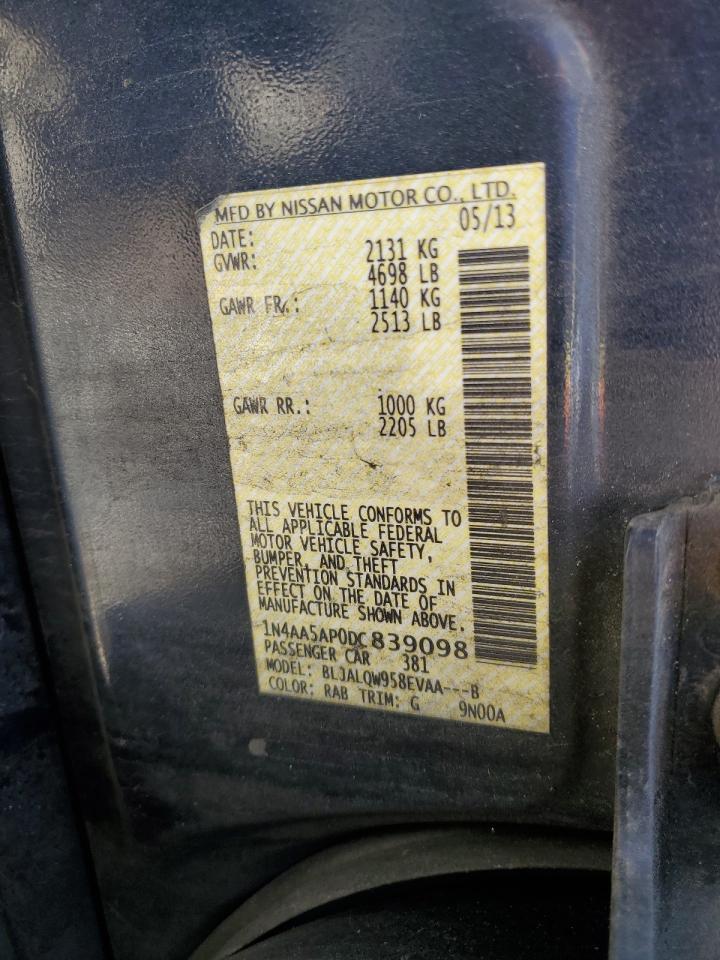 MFD BY NISSAN MOTOR CO., LTD.
DATE: 05/13
GVWR: 2131 KG
4698 LB
GAWR FR.: 1140 KG
2513 LB
GAWR RR.: 1000 KG
2205 LB
THIS VEHICLE CONFORMS TO
ALL APPLICABLE FEDERAL
MOTOR VEHICLE SAFETY,
BUMPER, AND THEFT
PREVENTION STANDARDS IN
EFFECT ON THE DATE OF
MANUFACTURE SHOWN ABOVE.
1N4AA5AP0DC839098
PASSENGER CAR 381
MODEL: BLJALQW958EVAA---B
COLOR: RAB TRIM: G 9N00A